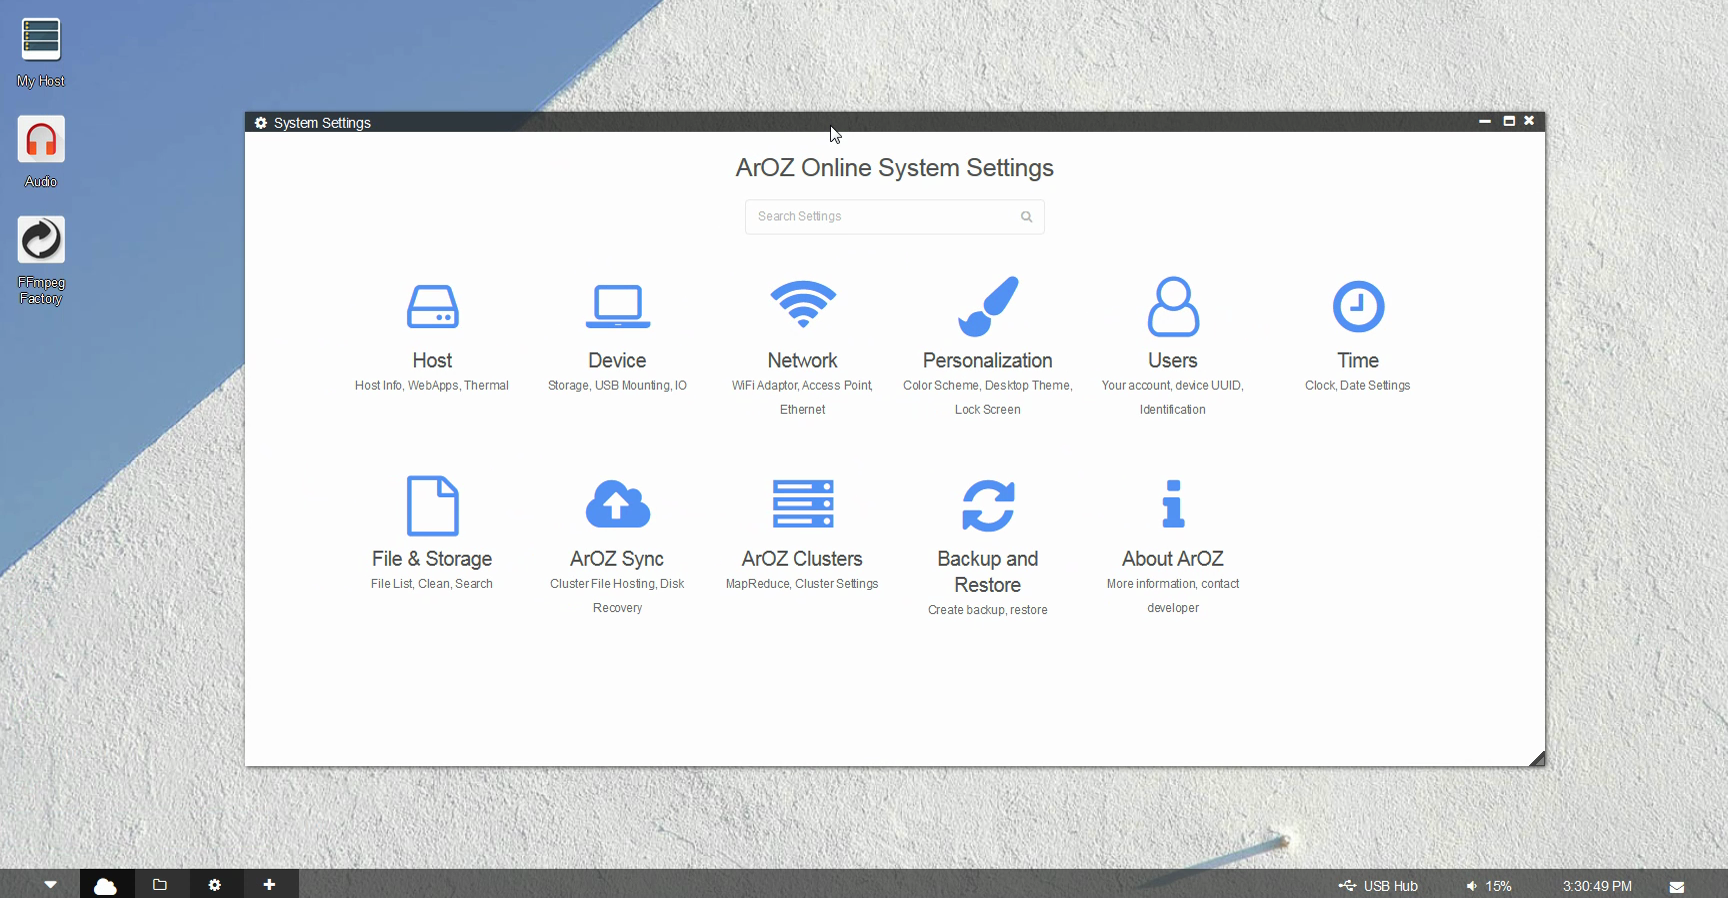 My Host
Audio
FFmpeg
Factory
System Settings
ArOZ Online System Settings
Search Settings
Host
Host Info, WebApps, Thermal
Device
Storage, USB Mounting, IO
Network
WiFi Adaptor, Access Point,
Ethernet
Personalization
Color Scheme, Desktop Theme,
Lock Screen
Users
Your account, device UUID,
Identification
Time
Clock, Date Settings
File & Storage
File List, Clean, Search
ArOZ Sync
Cluster File Hosting, Disk
Recovery
ArOZ Clusters
MapReduce, Cluster Settings
Backup and
Restore
Create backup, restore
About ArOZ
More information, contact
developer
USB Hub
15%
3:30:49 PM